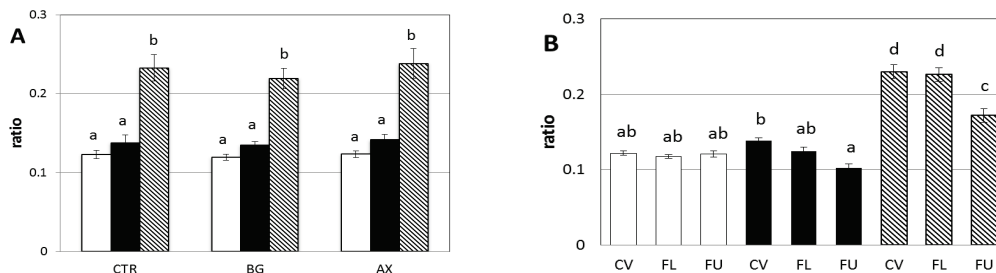 A
0.3
0.2
0.1
0
ratio
a a b
a a b
a a b
CTR BG AX
B
0.3
0.2
0.1
0
ratio
ab ab ab b ab a d d c
CV FL FU CV FL FU CV FL FU